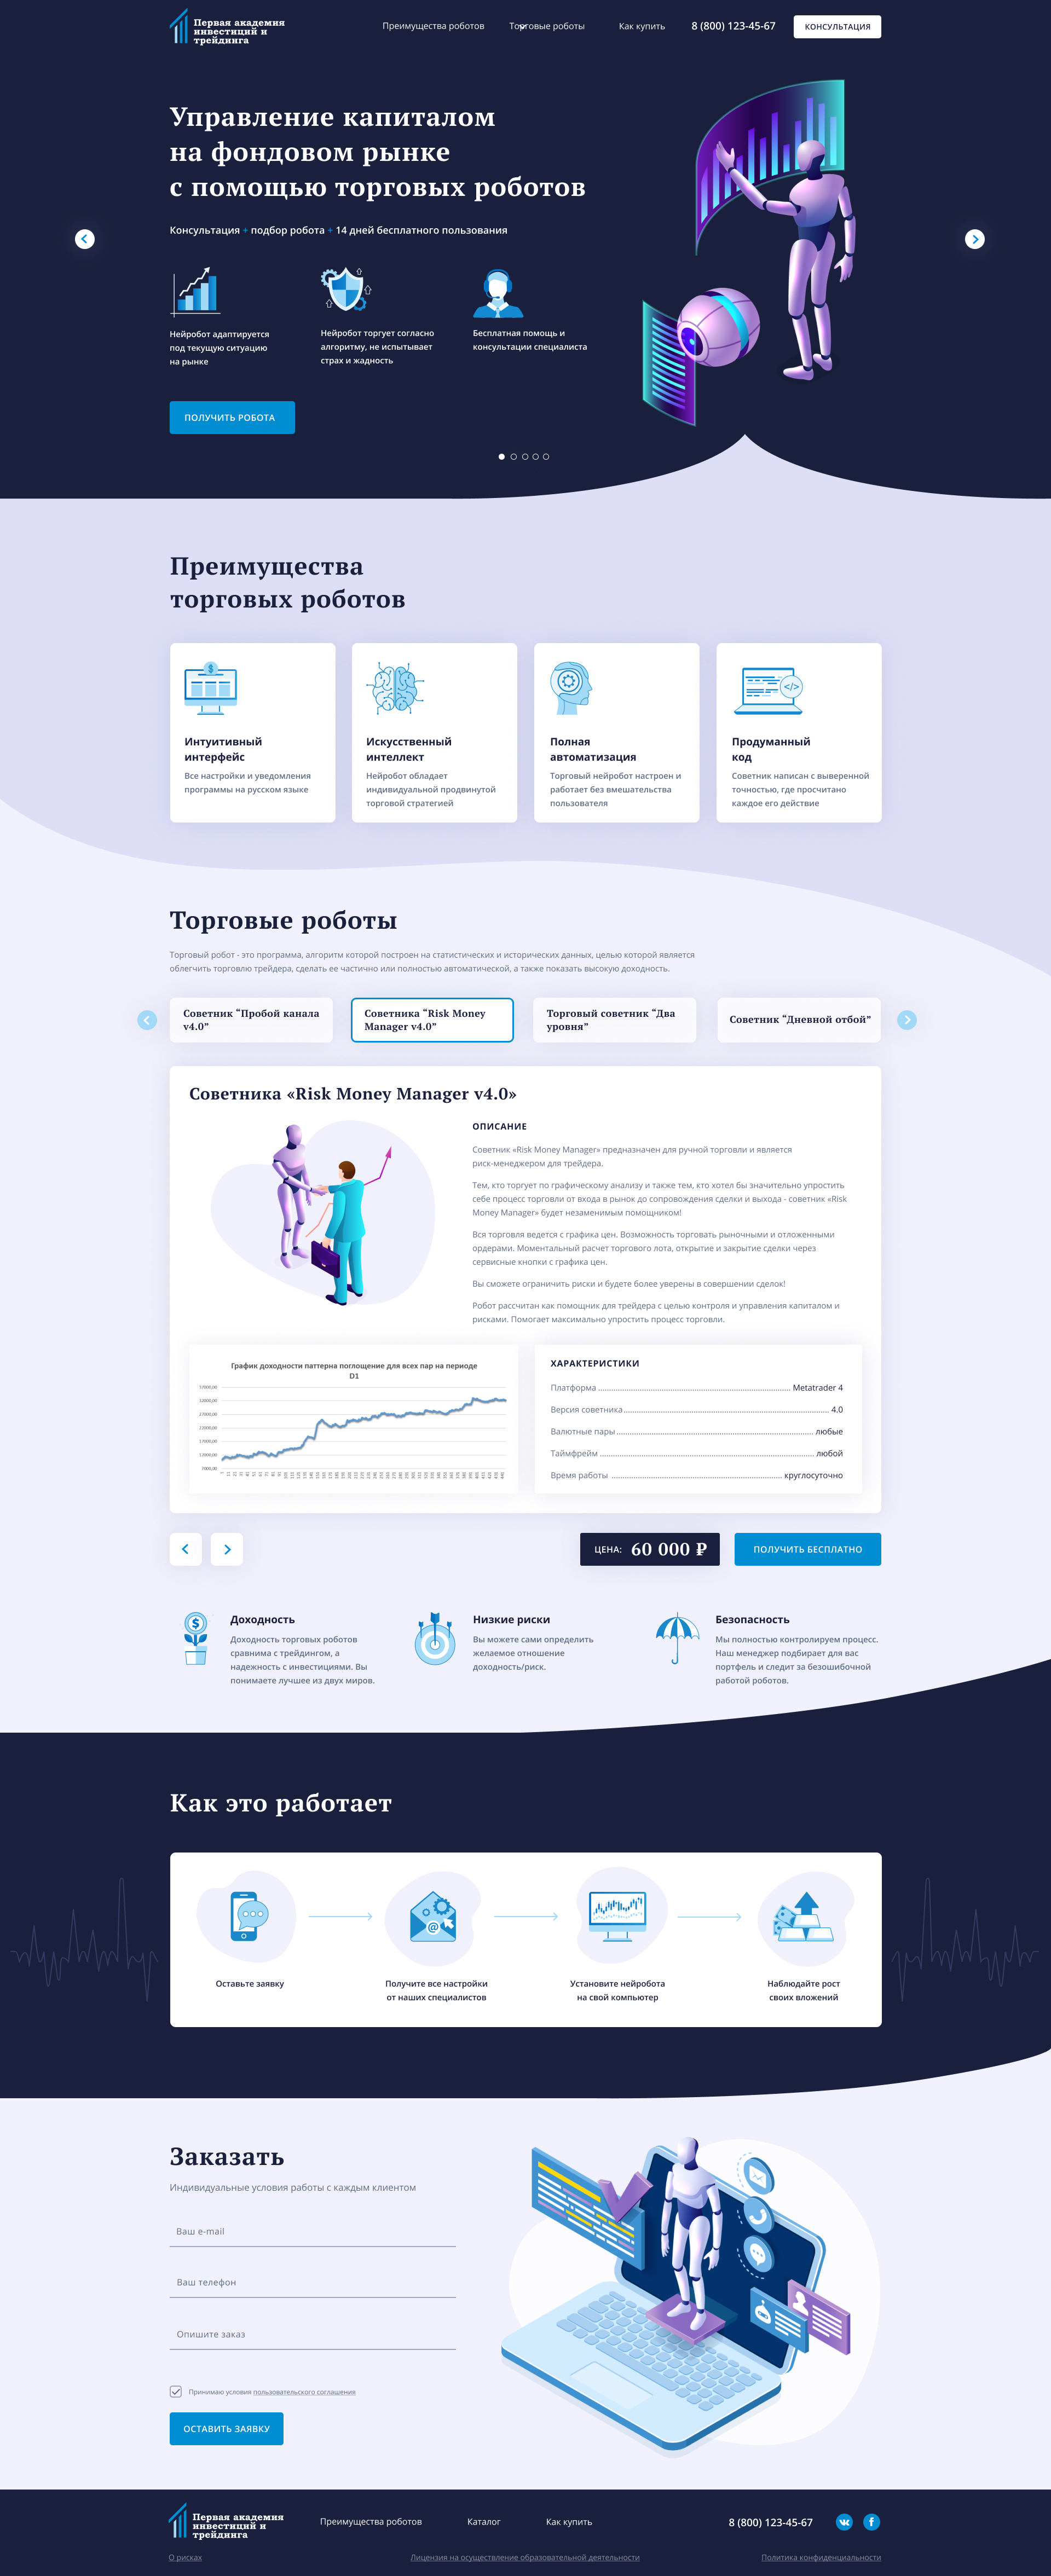 Первая академия
инвестиций и
трейдинга
Преимущества роботов
Торговые роботы
Как купить
8 (800) 123-45-67
КОНСУЛЬТАЦИЯ
Управление капиталом
на фондовом рынке
с помощью торговых роботов
Консультация + подбор робота + 14 дней бесплатного пользования
Нейробот адаптируется
под текущую ситуацию
на рынке
Нейробот торгует согласно
алгоритму, не испытывает
страх и жадность
Бесплатная помощь и
консультации специалиста
ПОЛУЧИТЬ РОБОТА
Преимущества
торговых роботов
Интуитивный
интерфейс
Все настройки и уведомления
программы на русском языке
Искусственный
интеллект
Нейробот обладает
индивидуальной продвинутой
торговой стратегией
Полная
автоматизация
Торговый нейробот настроен и
работает без вмешательства
пользователя
Продуманный
код
Советник написан с выверенной
точностью, где просчитано
каждое его действие
Торговые роботы
Торговый робот - это программа, алгоритм которой построен на статистических и исторических данных, целью которой является
облегчить торговлю трейдера, сделать ее частично или полностью автоматической, а также показать высокую доходность.
Советник “Пробой канала
v4.0”
Советника “Risk Money
Manager v4.0”
Торговый советник “Два
уровня”
Советник “Дневной отбой”
Советника «Risk Money Manager v4.0»
ОПИСАНИЕ
Советник «Risk Money Manager» предназначен для ручной торговли и является
риск-менеджером для трейдера.
Тем, кто торгует по графическому анализу и также тем, кто хотел бы значительно упростить
себе процесс торговли от входа в рынок до сопровождения сделки и выхода - советник «Risk
Money Manager» будет незаменимым помощником!
Вся торговля ведется с графика цен. Возможность торговать рыночными и отложенными
ордерами. Моментальный расчет торгового лота, открытие и закрытие сделки через
сервисные кнопки с графика цен.
Вы сможете ограничить риски и будете более уверены в совершении сделок!
Робот рассчитан как помощник для трейдера с целью контроля и управления капиталом и
рисками. Помогает максимально упростить процесс торговли.
График доходности паттерна поглощение для всех пар на периоде
D1
ХАРАКТЕРИСТИКИ
Платформа Metatrader 4
Версия советника 4.0
Валютные пары любые
Таймфрейм любой
Время работы круглосуточно
ЦЕНА: 60 000 ₽
ПОЛУЧИТЬ БЕСПЛАТНО
Доходность
Доходность торговых роботов
сравнима с трейдингом, а
надежность с инвестициями. Вы
понимаете лучшее из двух миров.
Низкие риски
Вы можете сами определить
желаемое отношение
доходность/риск.
Безопасность
Мы полностью контролируем процесс.
Наш менеджер подбирает для вас
портфель и следит за безошибочной
работой роботов.
Как это работает
Оставьте заявку
Получите все настройки
от наших специалистов
Установите нейробота
на свой компьютер
Наблюдайте рост
своих вложений
Заказать
Индивидуальные условия работы с каждым клиентом
Ваш e-mail
Ваш телефон
Опишите заказ
Принимаю условия пользовательского соглашения
ОСТАВИТЬ ЗАЯВКУ
Первая академия
инвестиций и
трейдинга
Преимущества роботов
Каталог
Как купить
8 (800) 123-45-67
О рисках
Лицензия на осуществление образовательной деятельности
Политика конфиденциальности